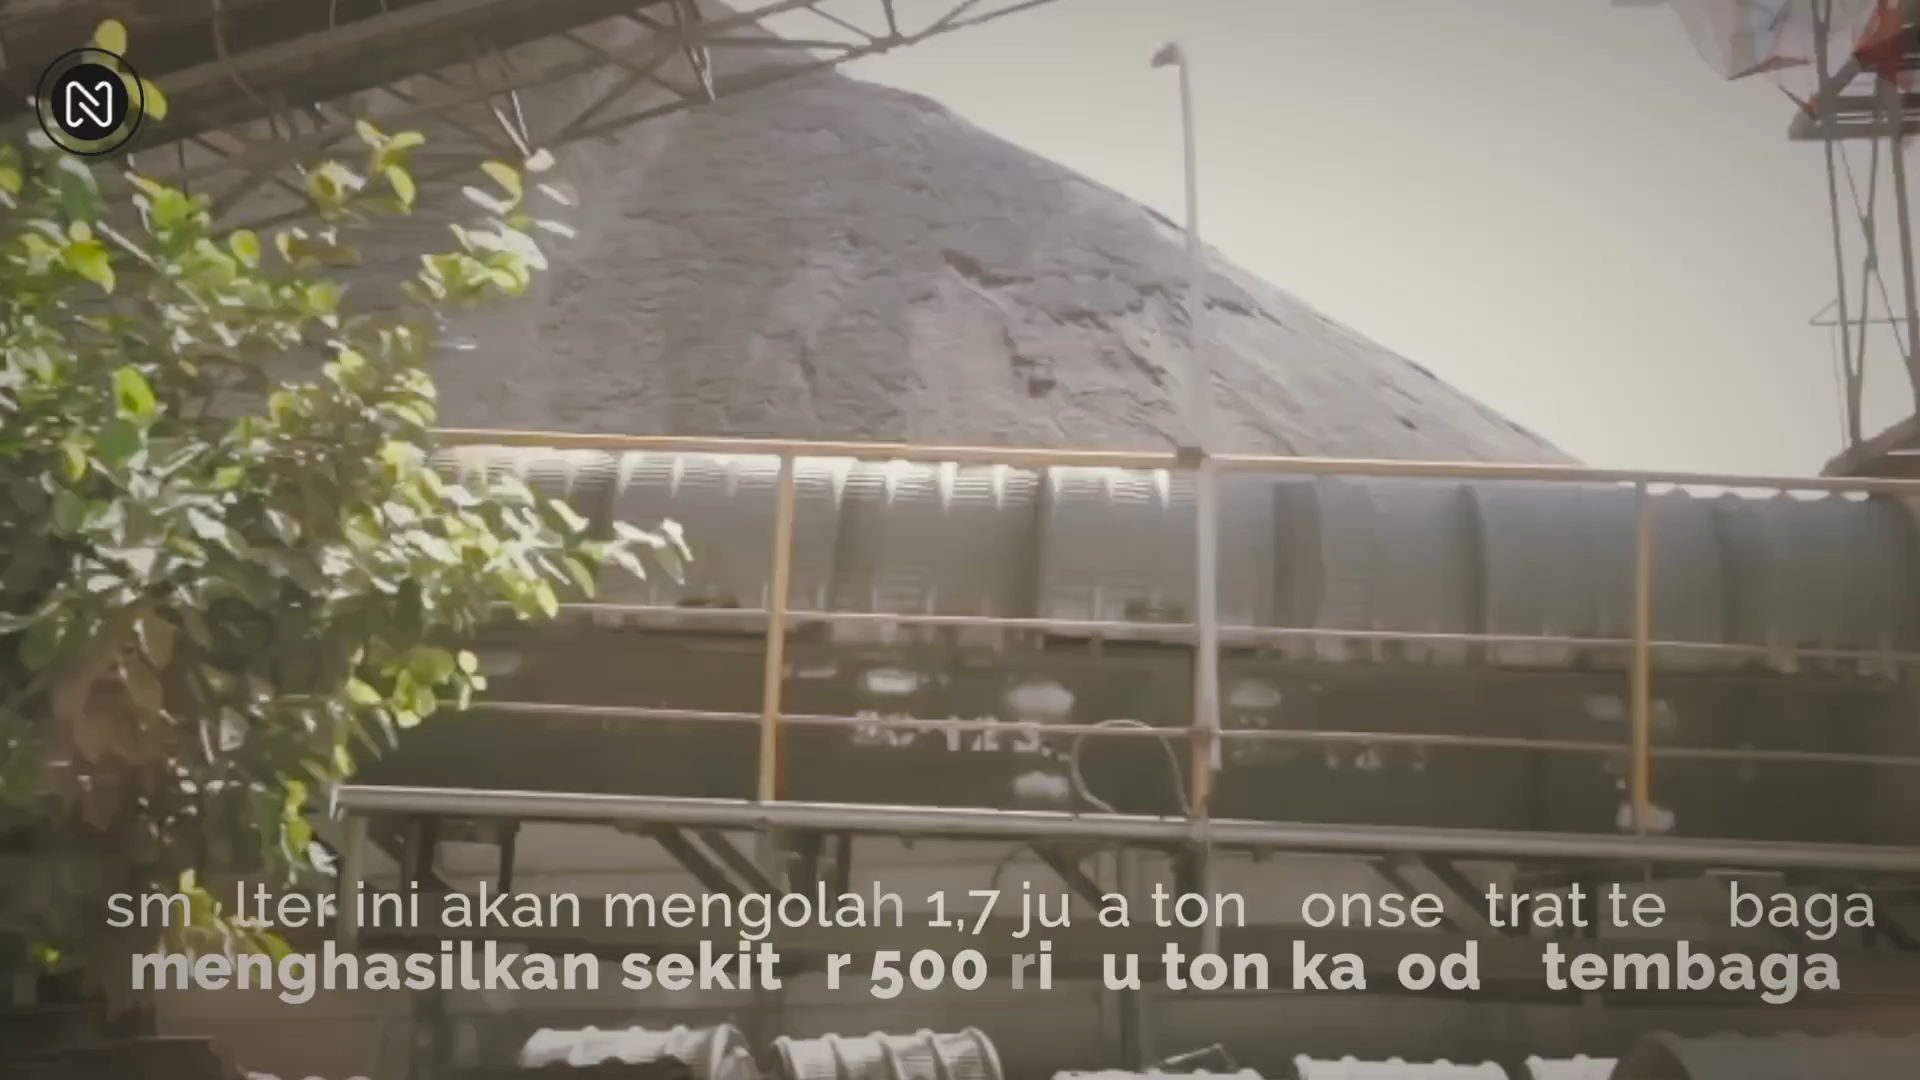 sm lter ini akan mengolah 1,7 ju a ton onse trat te baga
menghasilkan sekit r 500 ri u ton ka od tembaga